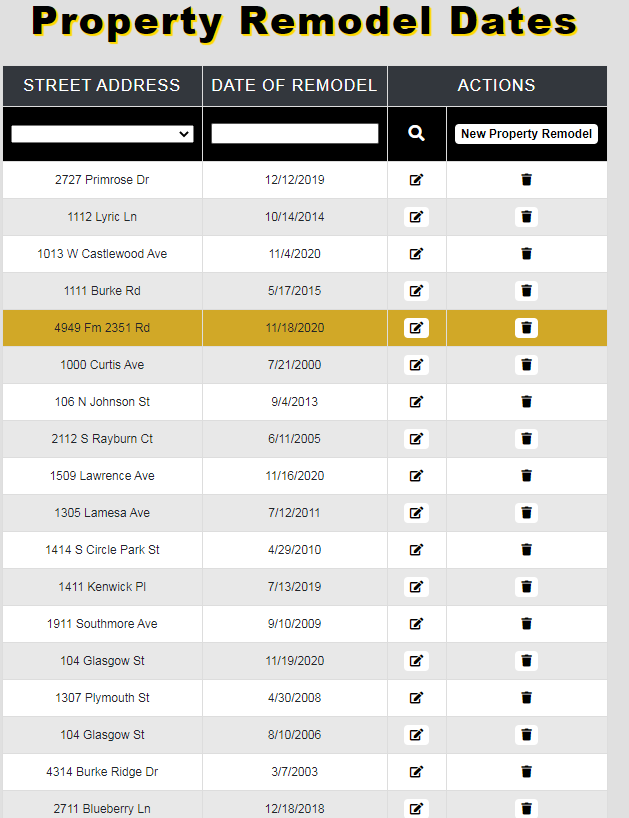 Property Remodel Dates
STREET ADDRESS DATE OF REMODEL ACTIONS
New Property Remodel
2727 Primrose Dr 12/12/2019
1112 Lyric Ln 10/14/2014
1013 W Castlewood Ave 11/4/2020
1111 Burke Rd 5/17/2015
4949 Fm 2351 Rd 11/18/2020
1000 Curtis Ave 7/21/2000
106 N Johnson St 9/4/2013
2112 S Rayburn Ct 6/11/2005
1509 Lawrence Ave 11/16/2020
1305 Lamesa Ave 7/12/2011
1414 S Circle Park St 4/29/2010
1411 Kenwick Pl 7/13/2019
1911 Southmore Ave 9/10/2009
104 Glasgow St 11/19/2020
1307 Plymouth St 4/30/2008
104 Glasgow St 8/10/2006
4314 Burke Ridge Dr 3/7/2003
2711 Blueberry Ln 12/18/2018